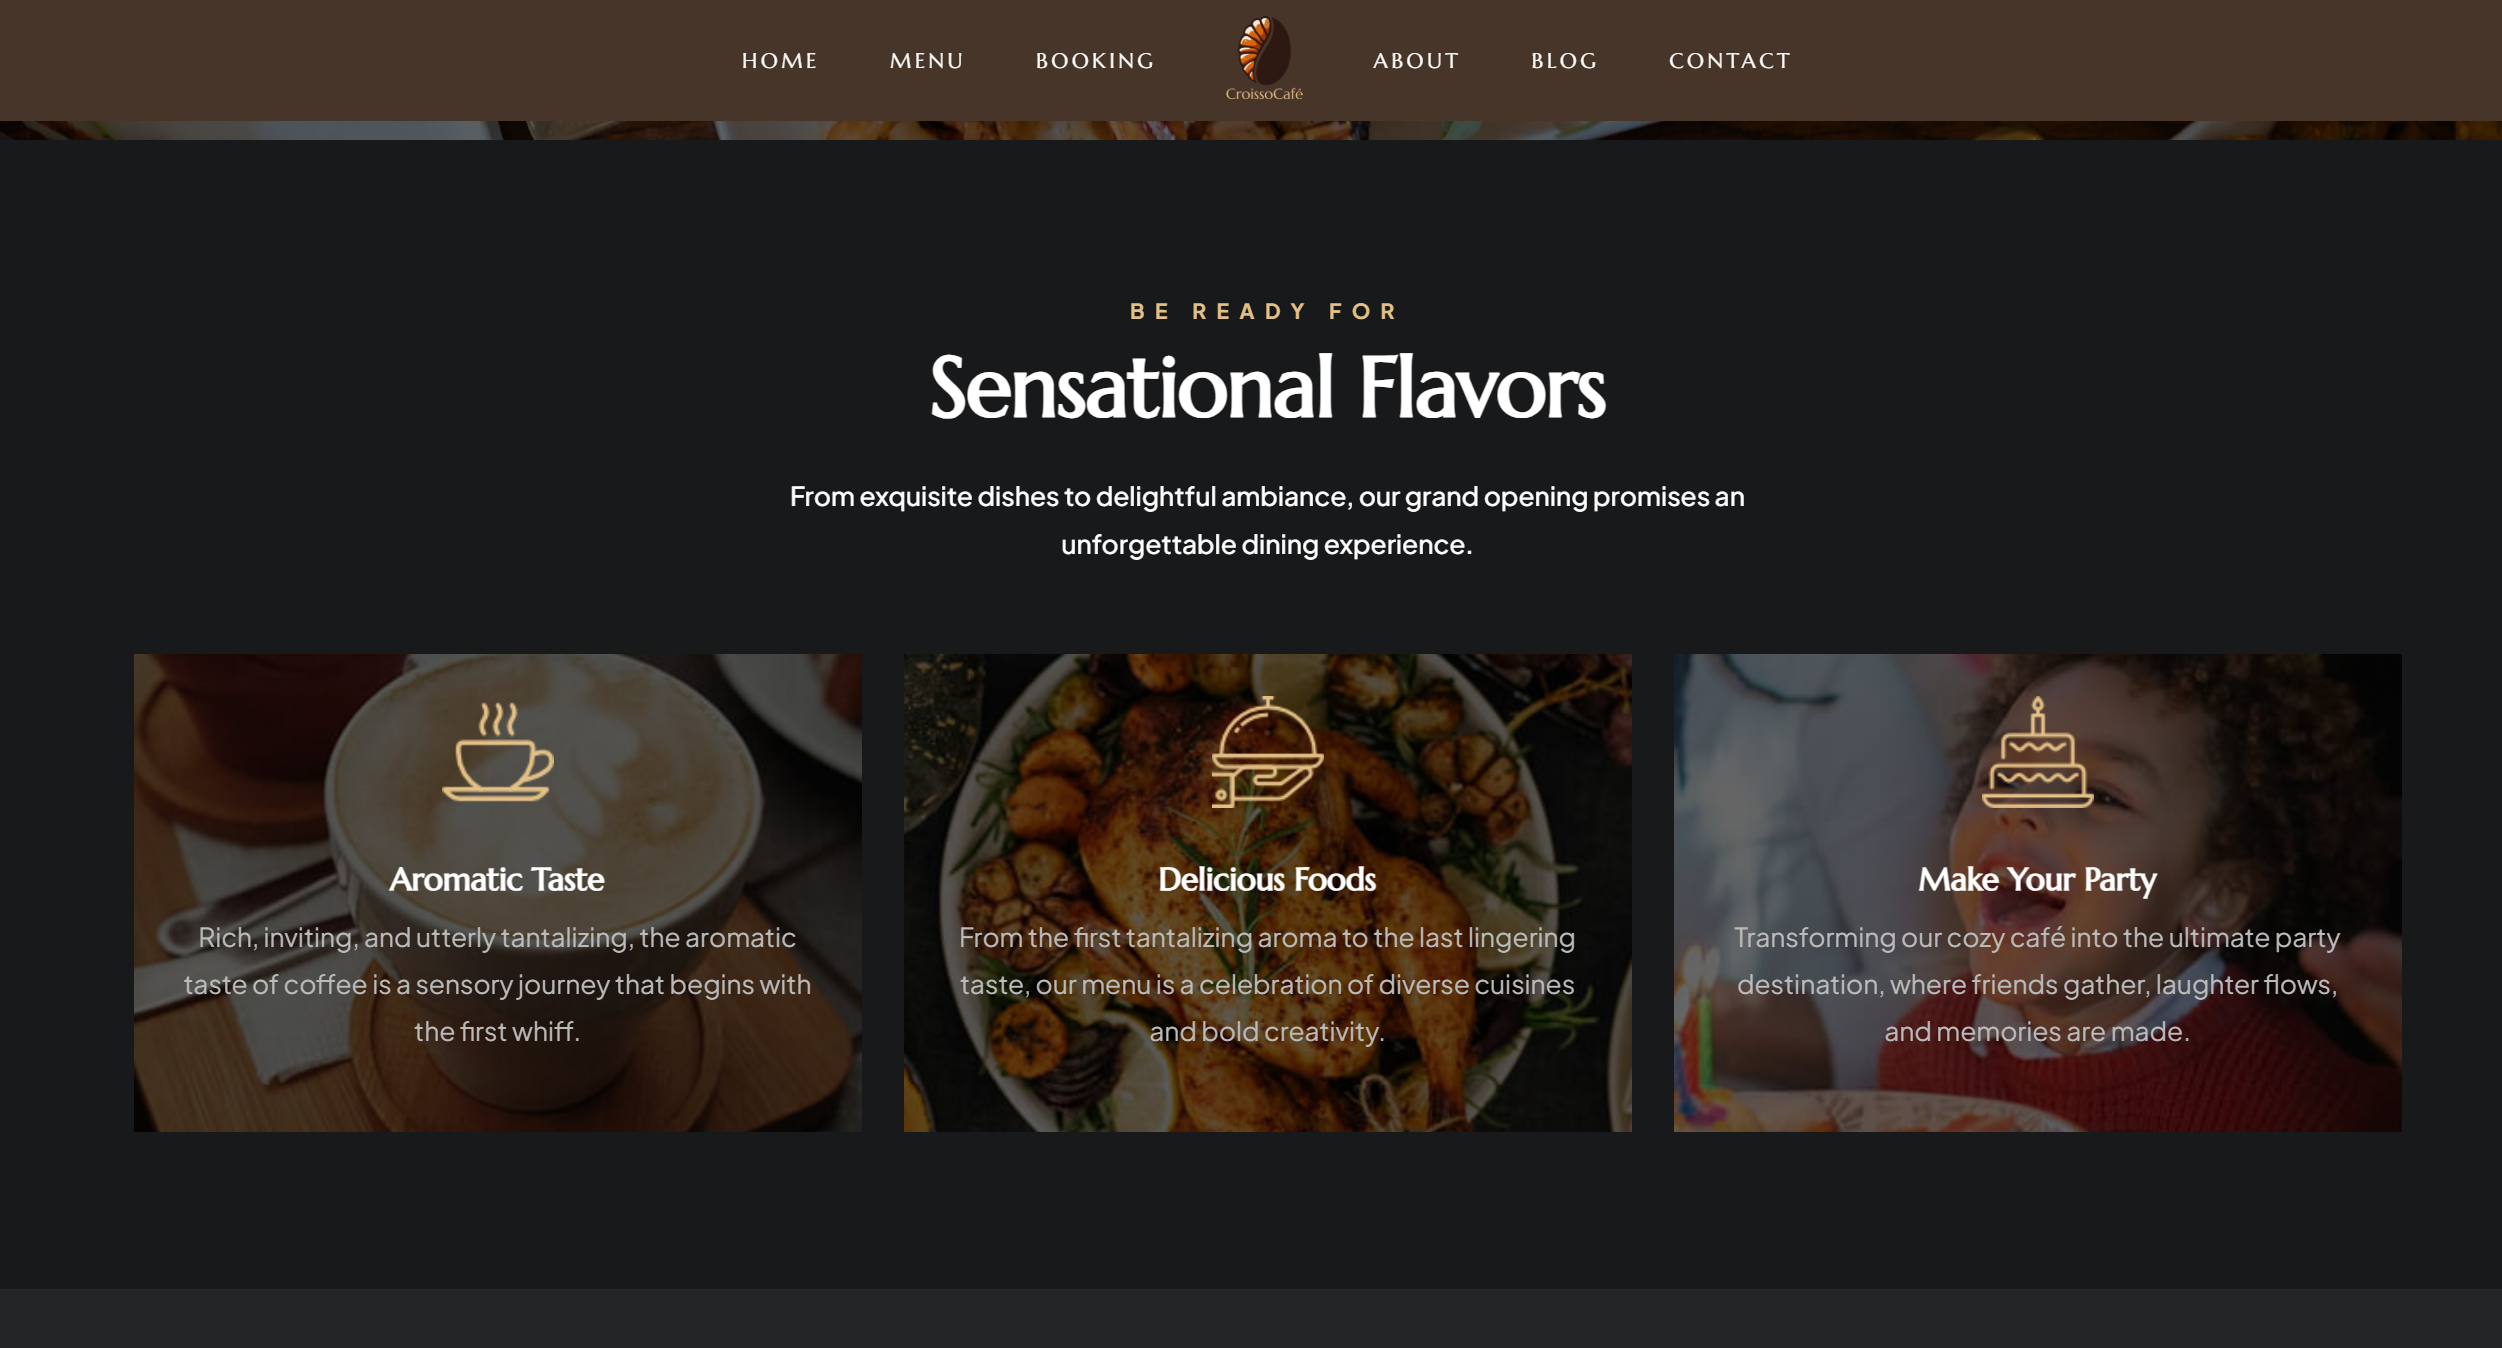 HOME
MENU
BOOKING
CroissoCafé
ABOUT
BLOG
CONTACT
BE READY FOR
Sensational Flavors
From exquisite dishes to delightful ambiance, our grand opening promises an
unforgettable dining experience.
Aromatic Taste
Rich, inviting, and utterly tantalizing, the aromatic
taste of coffee is a sensory journey that begins with
the first whiff.
Delicious Foods
From the first tantalizing aroma to the last lingering
taste, our menu is a celebration of diverse cuisines
and bold creativity.
Make Your Party
Transforming our cozy café into the ultimate party
destination, where friends gather, laughter flows,
and memories are made.